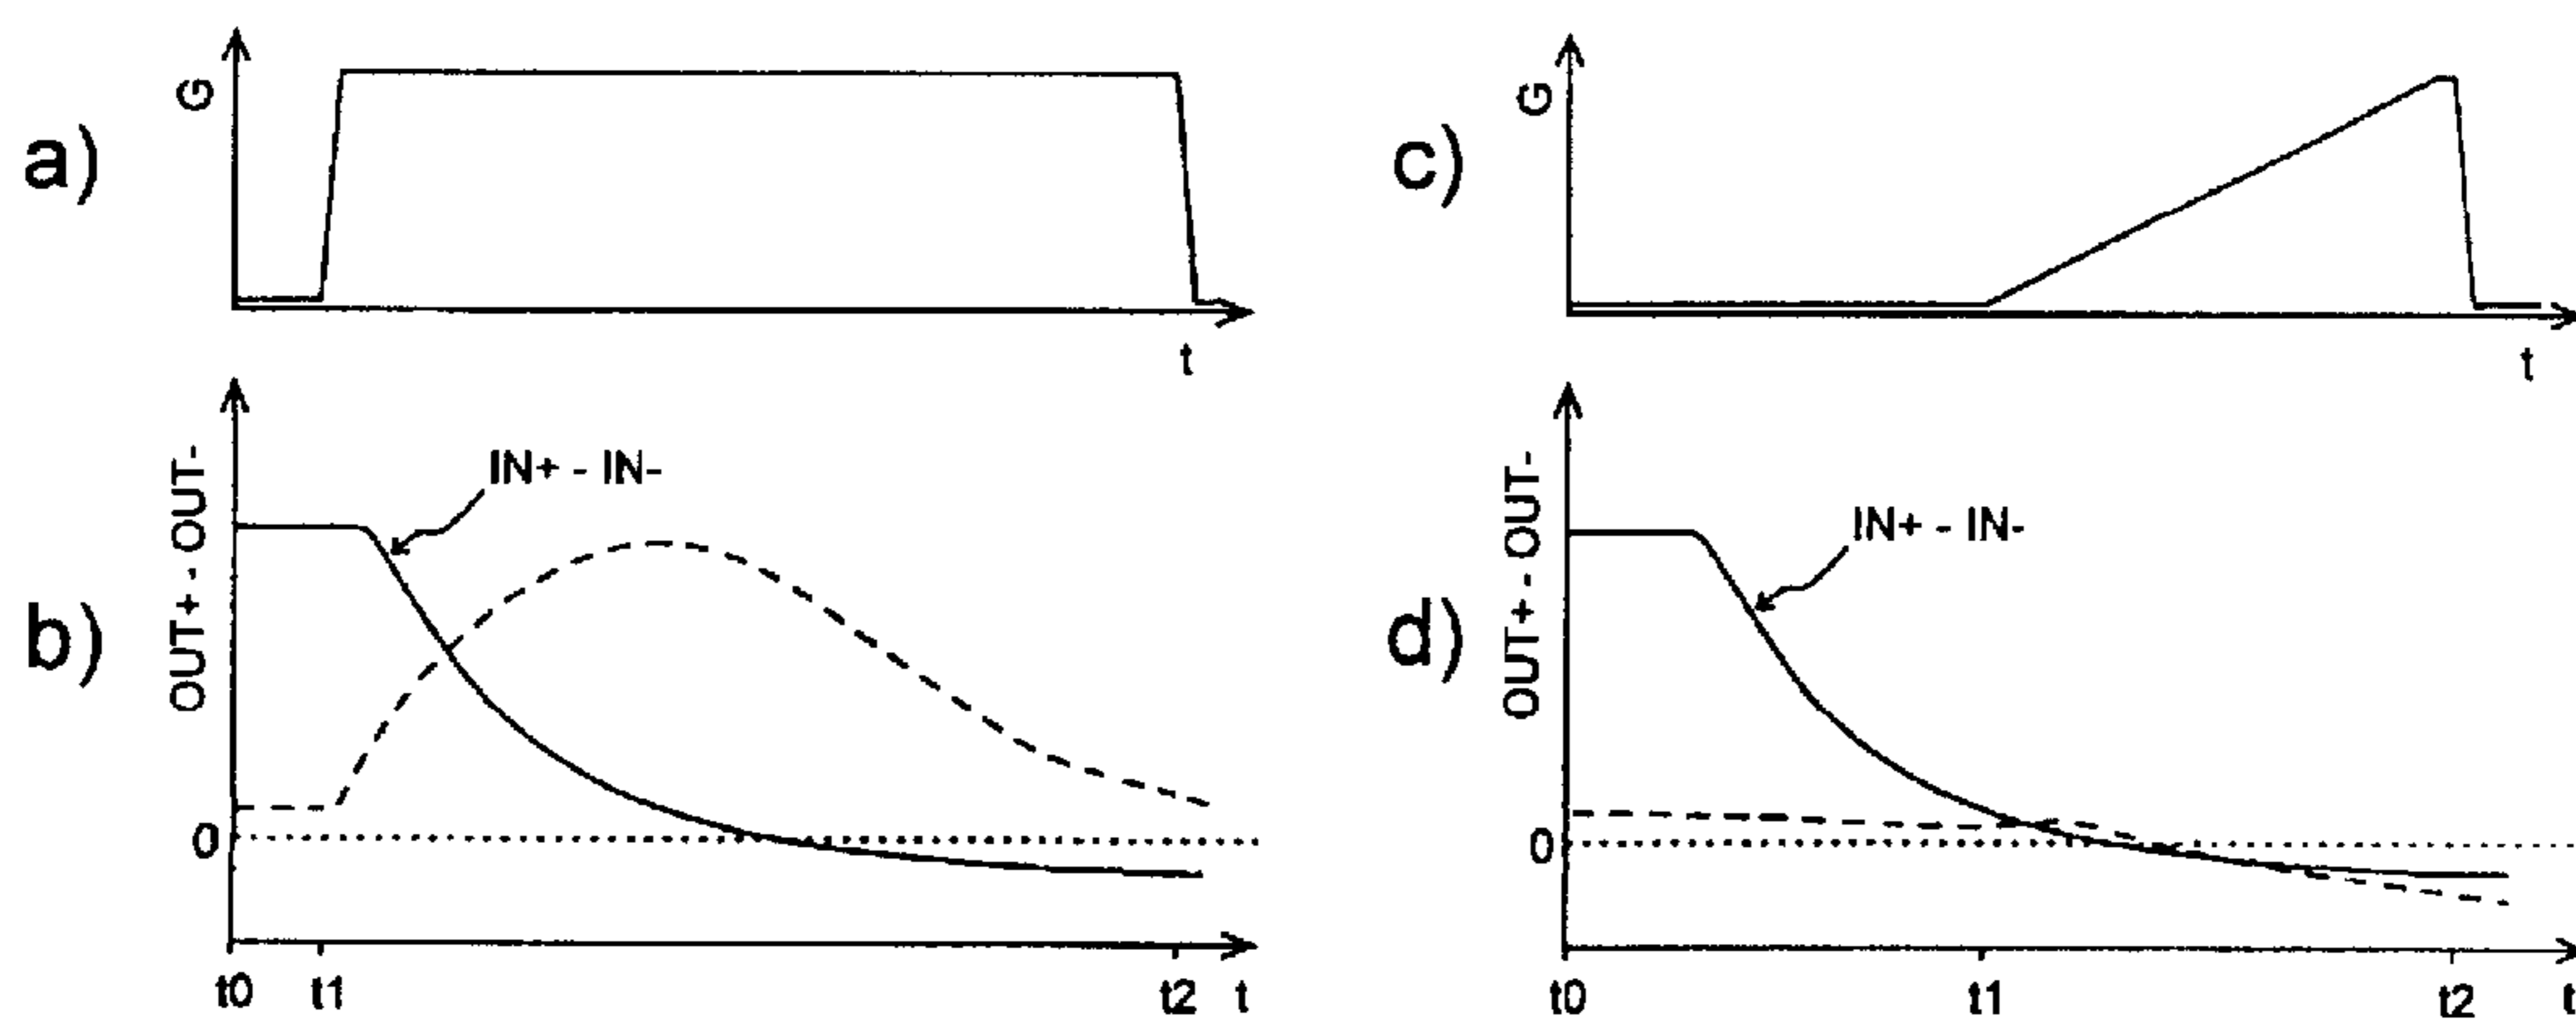 a)
G
t
c)
G
t
b)
OUT+ - OUT-
IN+ - IN-
0
t0 t1 t2 t
d)
OUT+ - OUT-
IN+ - IN-
0
t0 t1 t2 t